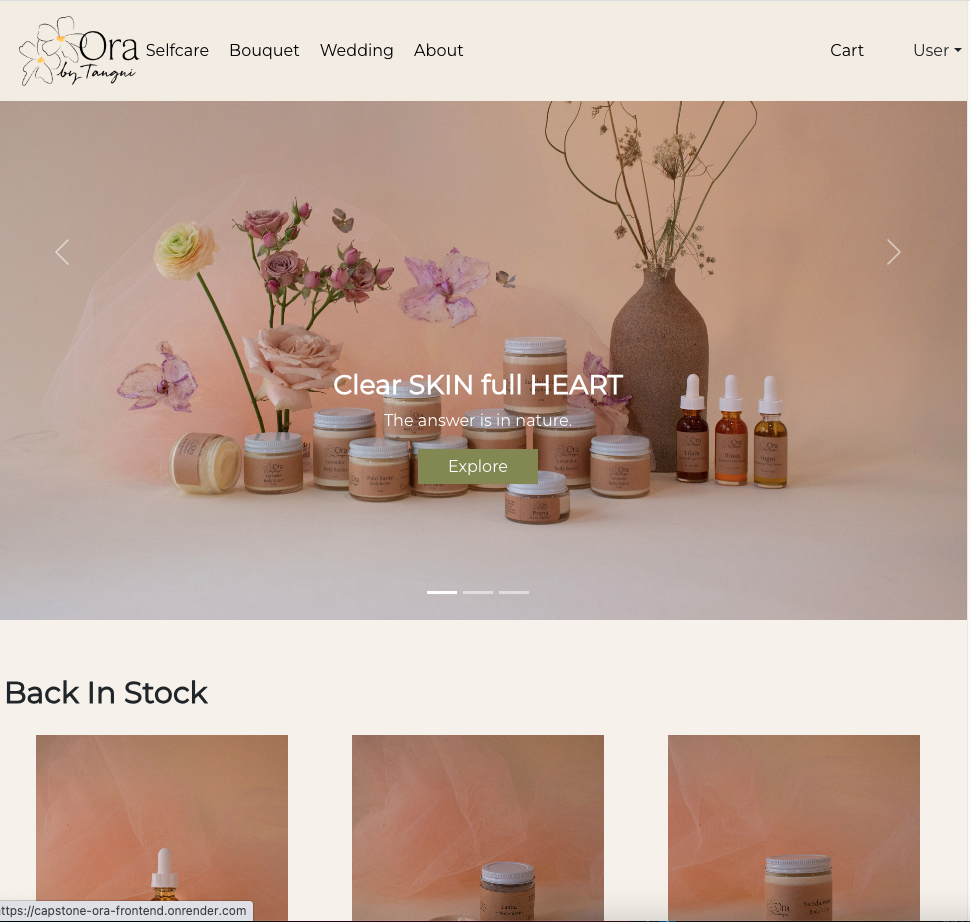 Ora
by Tangni
Selfcare Bouquet Wedding About Cart User
Clear SKIN full HEART
The answer is in nature.
Explore
Back In Stock
ttps://capstone-ora-frontend.onrender.com